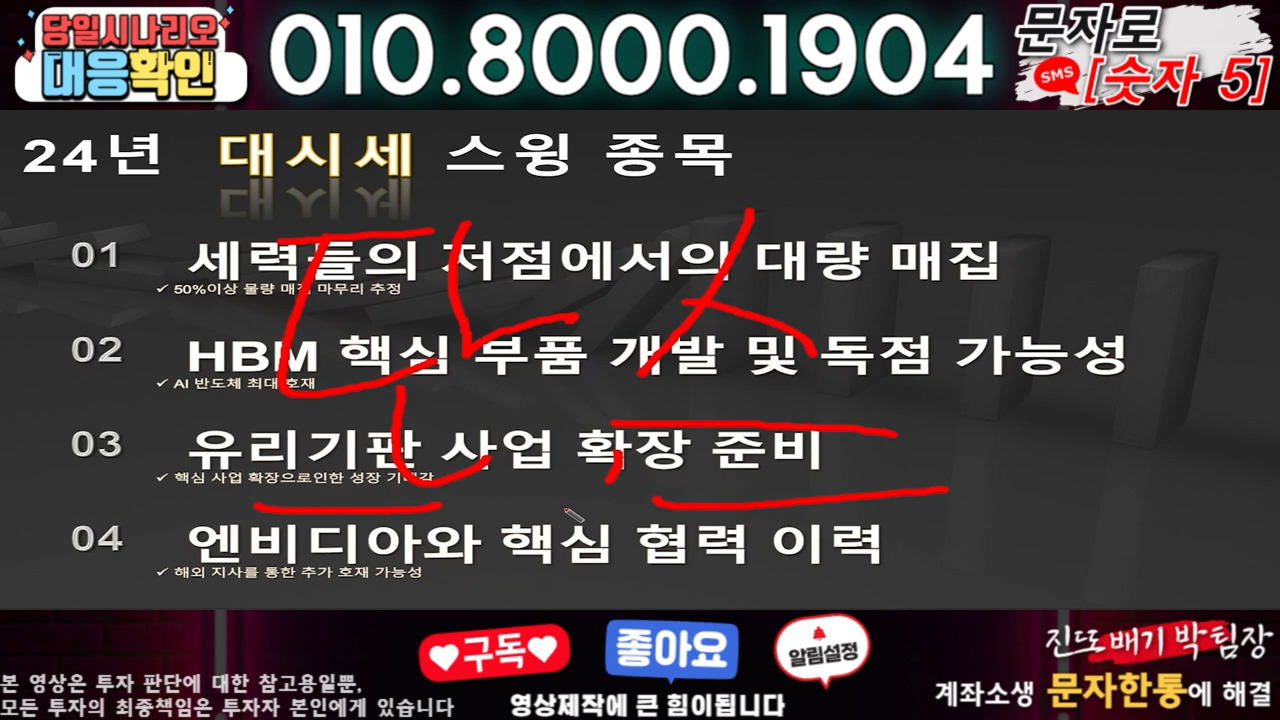 당일시나리오
대응확인
010.8000.1904
문자로
SMS [숫자 5]
24년 대시세 스윙 종목
01 세력들의 저점에서의 대량 매집
✓ 50%이상 물량 매집 마무리 추정
02 HBM 핵심 부품 개발 및 독점 가능성
✓ AI 반도체 최대 호재
03 유리기판 사업 확장 준비
✓ 핵심 사업 확장으로인한 성장 기대감
04 엔비디아와 핵심 협력 이력
✓ 해외 지사를 통한 추가 호재 가능성
구독
좋아요
알림설정
영상제작에 큰 힘이됩니다
본 영상은 투자 판단에 대한 참고용일뿐,
모든 투자의 최종책임은 투자자 본인에게 있습니다
진또배기 박팀장
계좌소생 문자한통에 해결